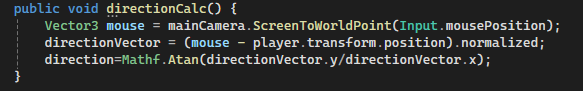 public void directionCalc() {
Vector3 mouse = mainCamera.ScreenToWorldPoint(Input.mousePosition);
directionVector = (mouse - player.transform.position).normalized;
direction=Mathf.Atan(directionVector.y/directionVector.x);
}